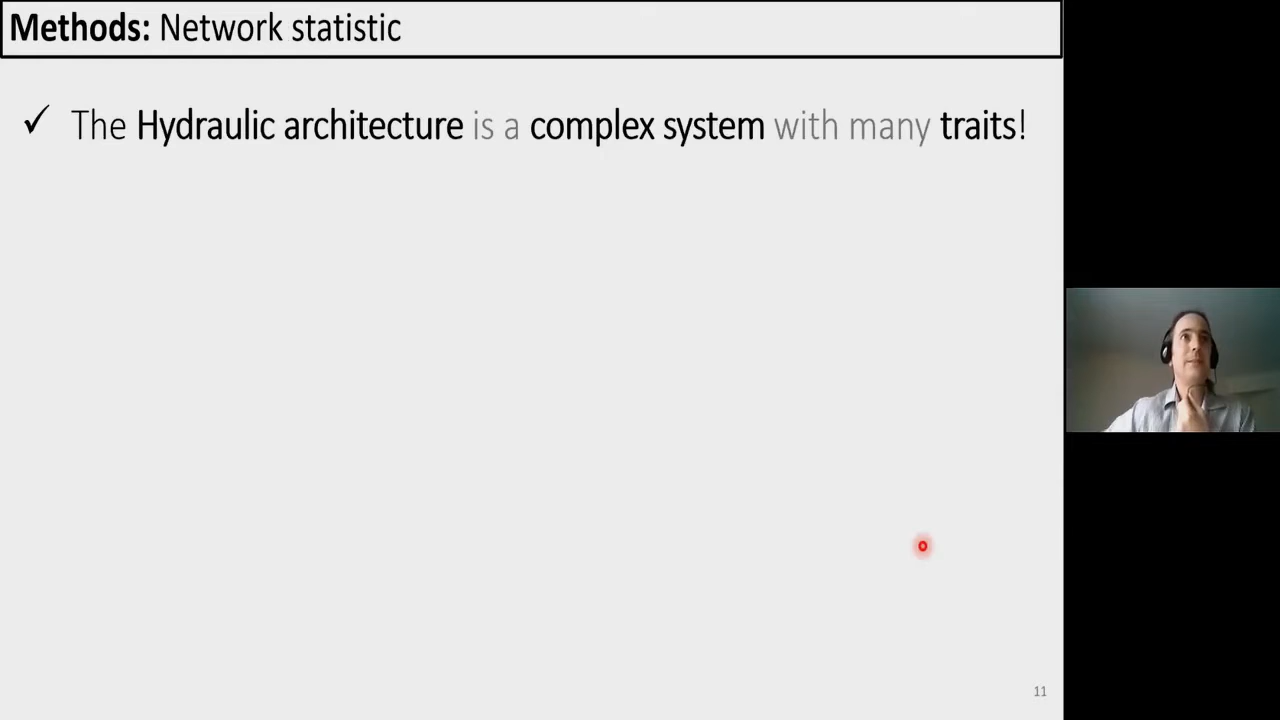 Methods: Network statistic
✓ The Hydraulic architecture is a complex system with many traits!
11